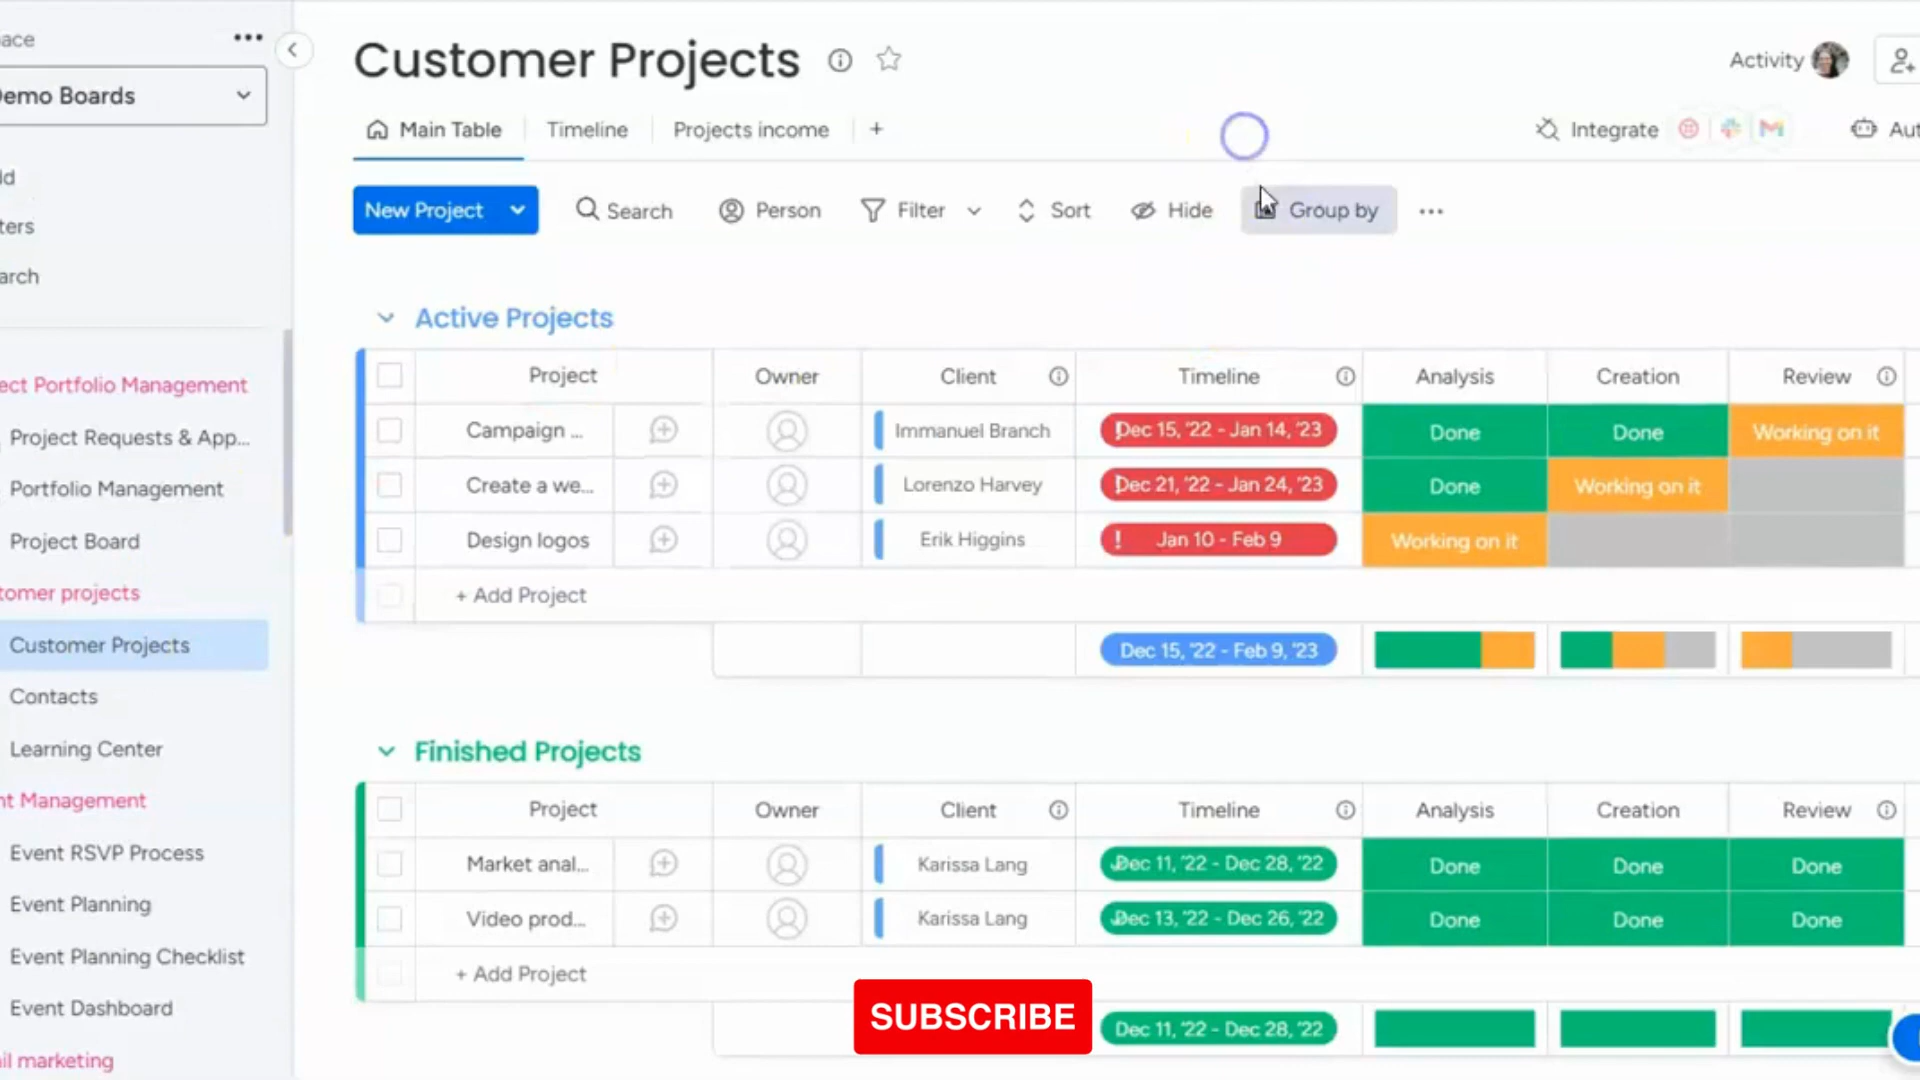 ace
emo Boards
ld
ters
arch
ect Portfolio Management
Project Requests & App...
Portfolio Management
Project Board
tomer projects
Customer Projects
Contacts
Learning Center
nt Management
Event RSVP Process
Event Planning
Event Planning Checklist
Event Dashboard
il marketing
Customer Projects
Activity
Main Table Timeline Projects income +
Integrate Aut
New Project Search Person Filter Sort Hide Group by
Active Projects
Project Owner Client Timeline Analysis Creation Review
Campaign ... Immanuel Branch Dec 15, '22 - Jan 14, '23 Done Done Working on it
Create a we... Lorenzo Harvey Dec 21, '22 - Jan 24, '23 Done Working on it
Design logos Erik Higgins ! Jan 10 - Feb 9 Working on it
+ Add Project
Dec 15, '22 - Feb 9, '23
Finished Projects
Project Owner Client Timeline Analysis Creation Review
Market anal... Karissa Lang Dec 11, '22 - Dec 28, '22 Done Done Done
Video prod... Karissa Lang Dec 13, '22 - Dec 26, '22 Done Done Done
+ Add Project
SUBSCRIBE
Dec 11, '22 - Dec 28, '22